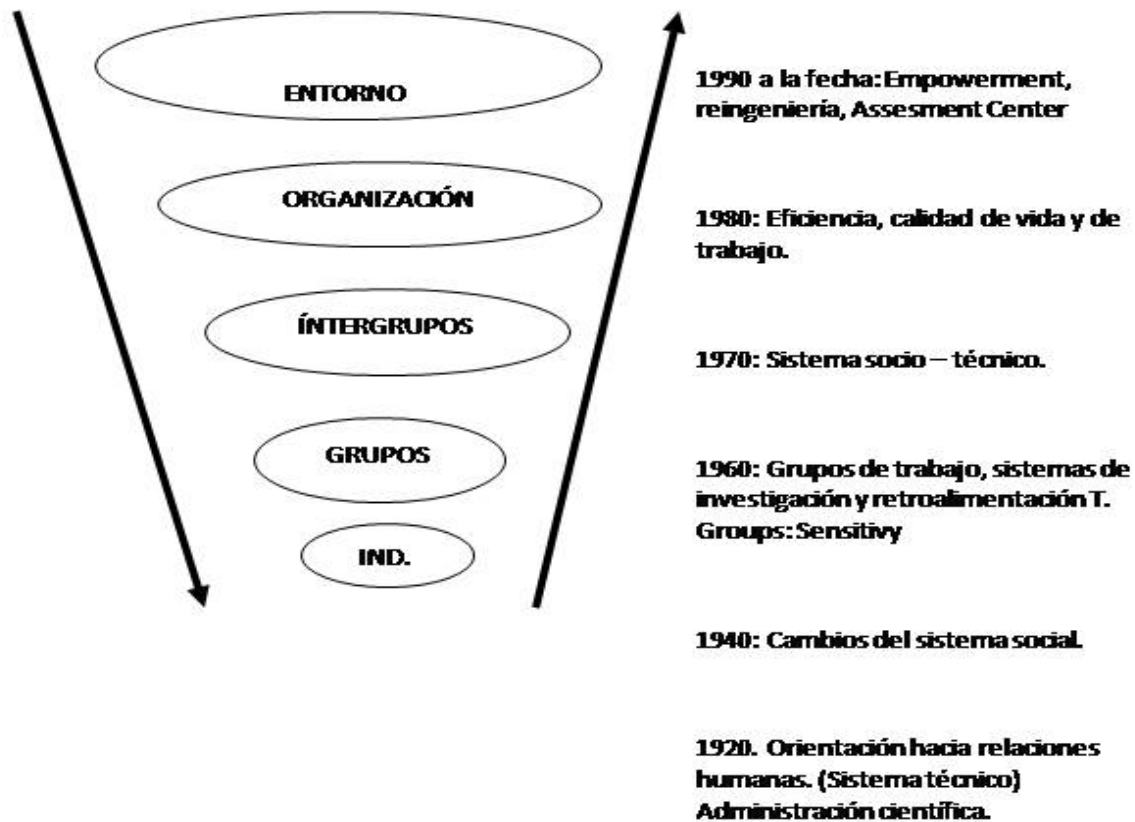 ENTORNO
ORGANIZACIÓN
ÍNTERGRUPOS
GRUPOS
IND.
1990 a la fecha: Empowerment,
reingeniería, Assesment Center
1980: Eficiencia, calidad de vida y de
trabajo.
1970: Sistema socio – técnico.
1960: Grupos de trabajo, sistemas de
investigación y retroalimentación T.
Groups: Sensitivy
1940: Cambios del sistema social.
1920. Orientación hacia relaciones
humanas. (Sistema técnico)
Administración científica.